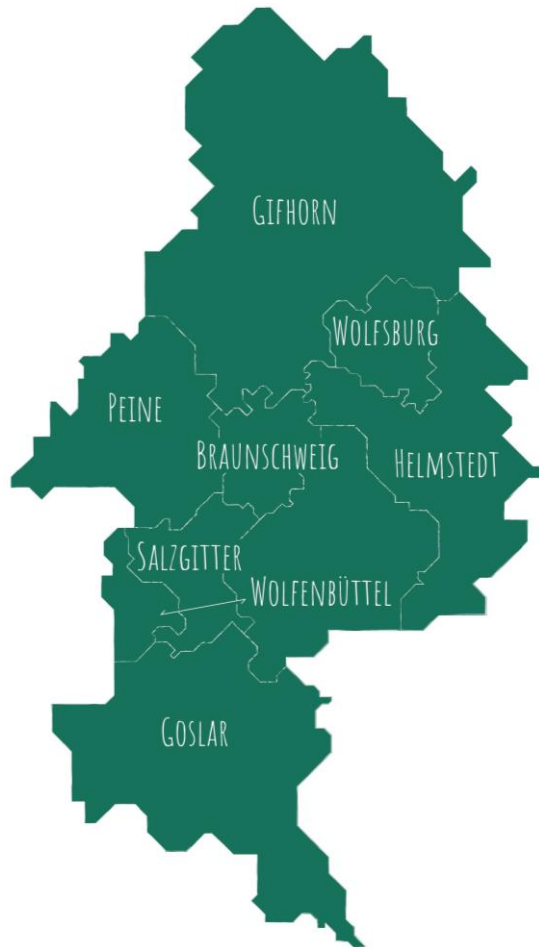 GIFHORN
WOLFSBURG
PEINE
BRAUNSCHWEIG
HELMSTEDT
SALZGITTER
WOLFENBÜTTEL
GOSLAR